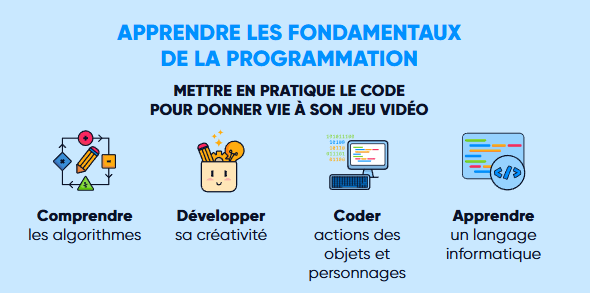 APPRENDRE LES FONDAMENTAUX
DE LA PROGRAMMATION
METTRE EN PRATIQUE LE CODE
POUR DONNER VIE À SON JEU VIDÉO
Comprendre
les algorithmes
Développer
sa créativité
Coder
actions des
objets et
personnages
Apprendre
un langage
informatique